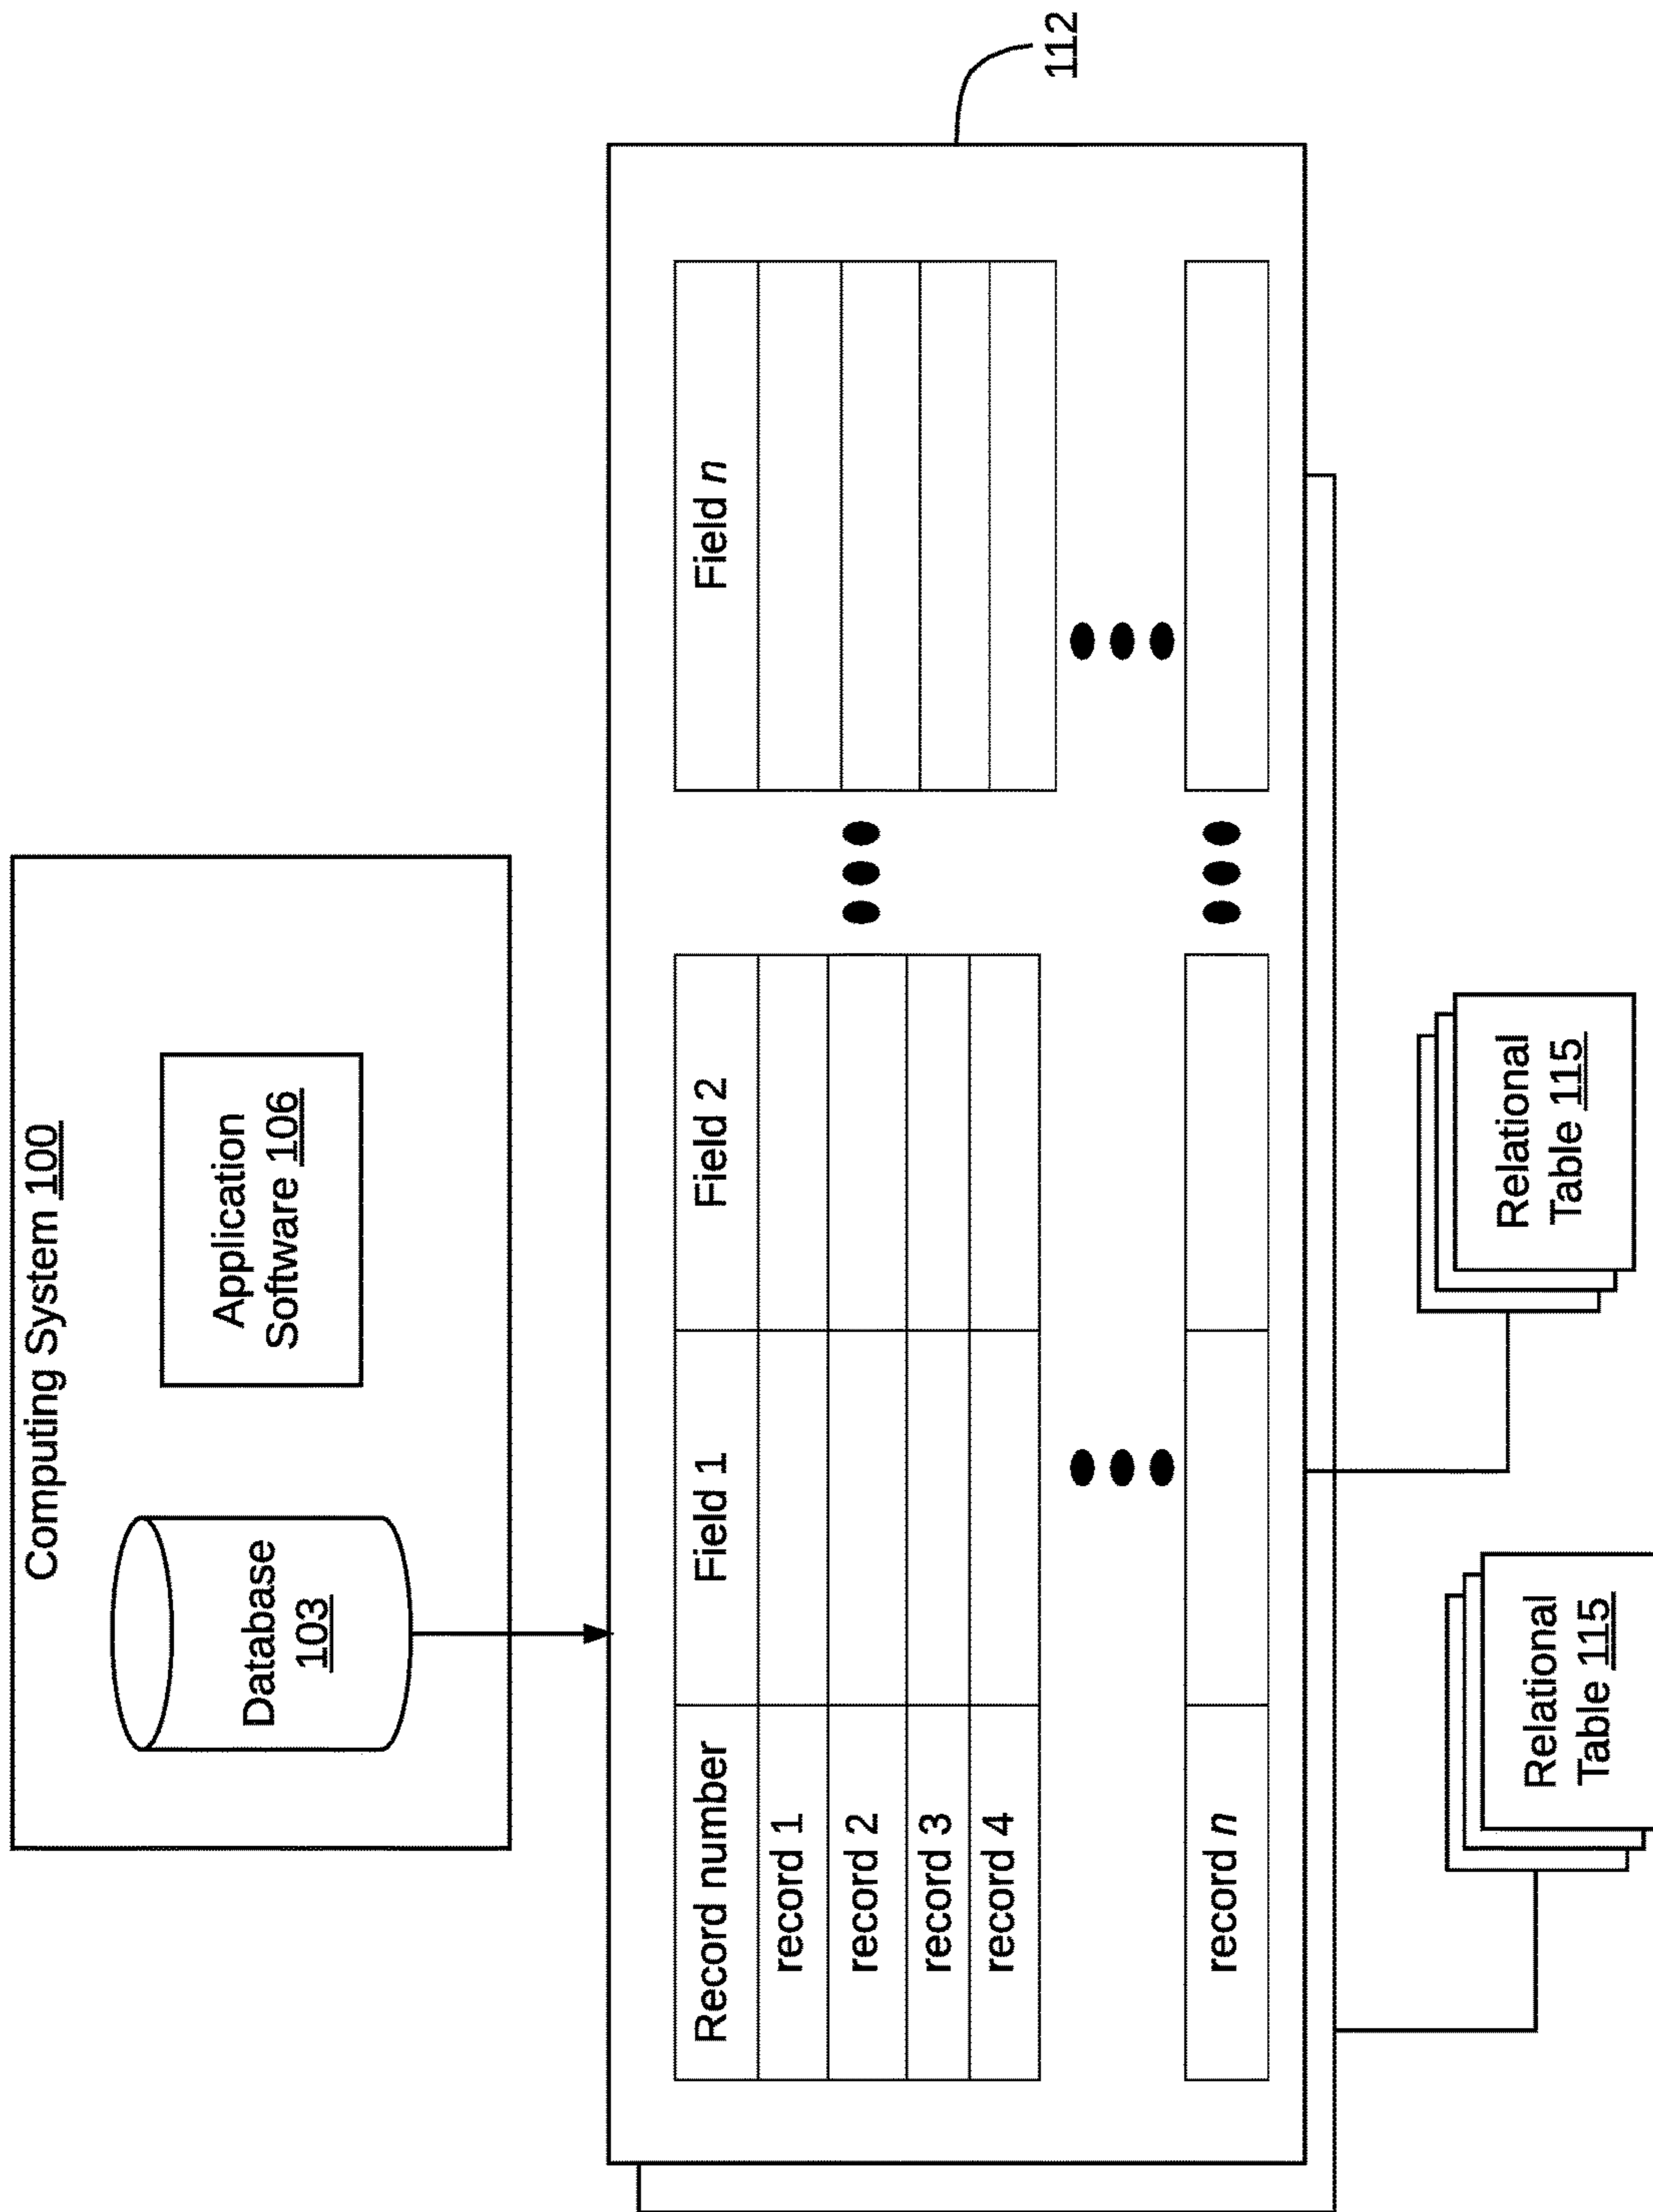 Computing System 100
Database
103
Application
Software 106
112
Record number
Field 1
Field 2
Field n
record 1
record 2
record 3
record 4
record n
Relational
Table 115
Relational
Table 115